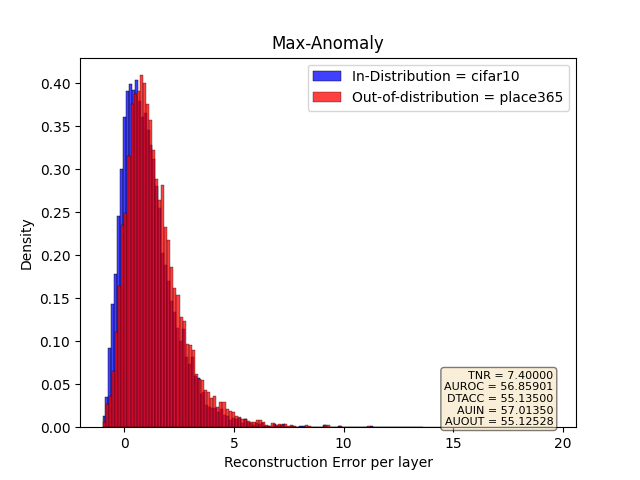 Max-Anomaly
In-Distribution = cifar10
Out-of-distribution = place365
Density
0.40
0.35
0.30
0.25
0.20
0.15
0.10
0.05
0.00
TNR = 7.40000
AUROC = 56.85901
DTACC = 55.13500
AUIN = 57.01350
AUOUT = 55.12528
0 5 10 15 20
Reconstruction Error per layer